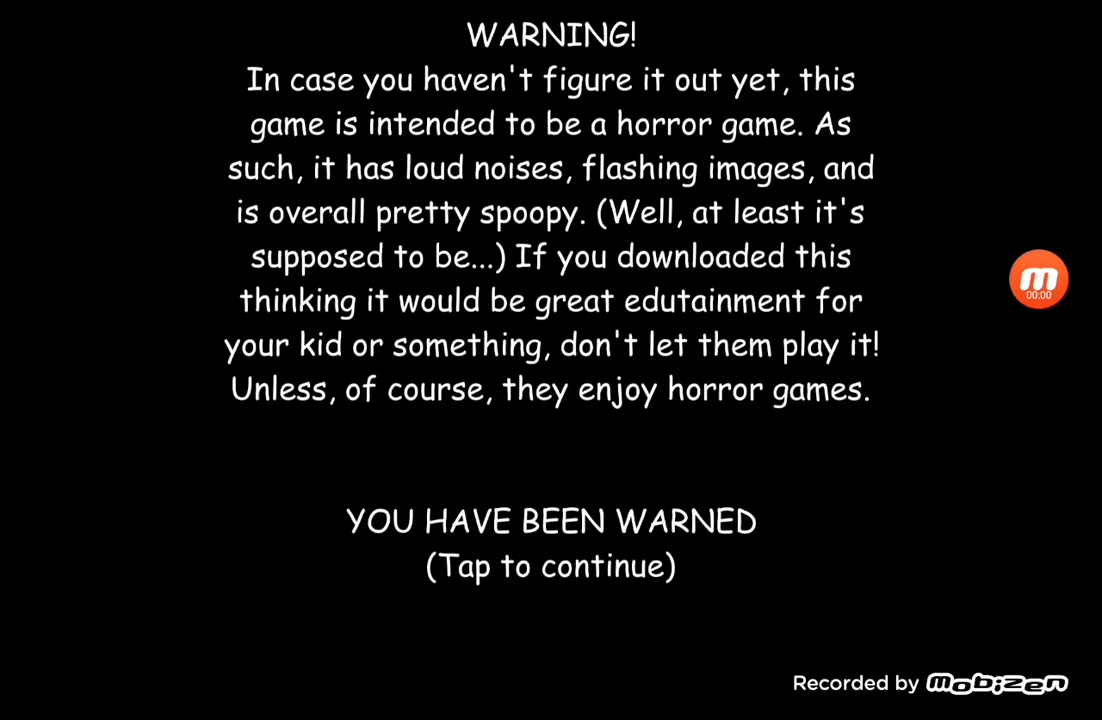 WARNING!
In case you haven't figure it out yet, this
game is intended to be a horror game. As
such, it has loud noises, flashing images, and
is overall pretty spoopy. (Well, at least it's
supposed to be...) If you downloaded this
thinking it would be great edutainment for
your kid or something, don't let them play it!
Unless, of course, they enjoy horror games.
M
00:00
YOU HAVE BEEN WARNED
(Tap to continue)
Recorded by mobizen